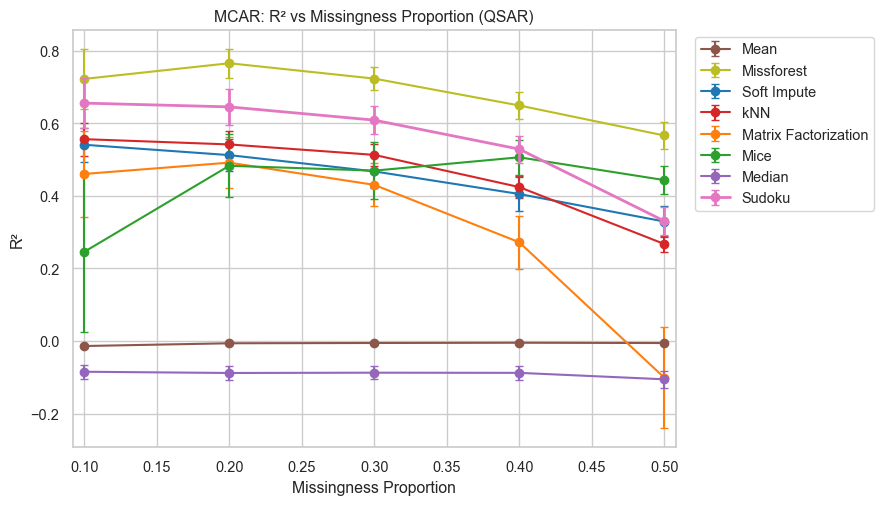 MCAR: R² vs Missingness Proportion (QSAR)
R²
0.8
0.6
0.4
0.2
0.0
−0.2
0.10 0.15 0.20 0.25 0.30 0.35 0.40 0.45 0.50
Missingness Proportion
Mean
Missforest
Soft Impute
kNN
Matrix Factorization
Mice
Median
Sudoku